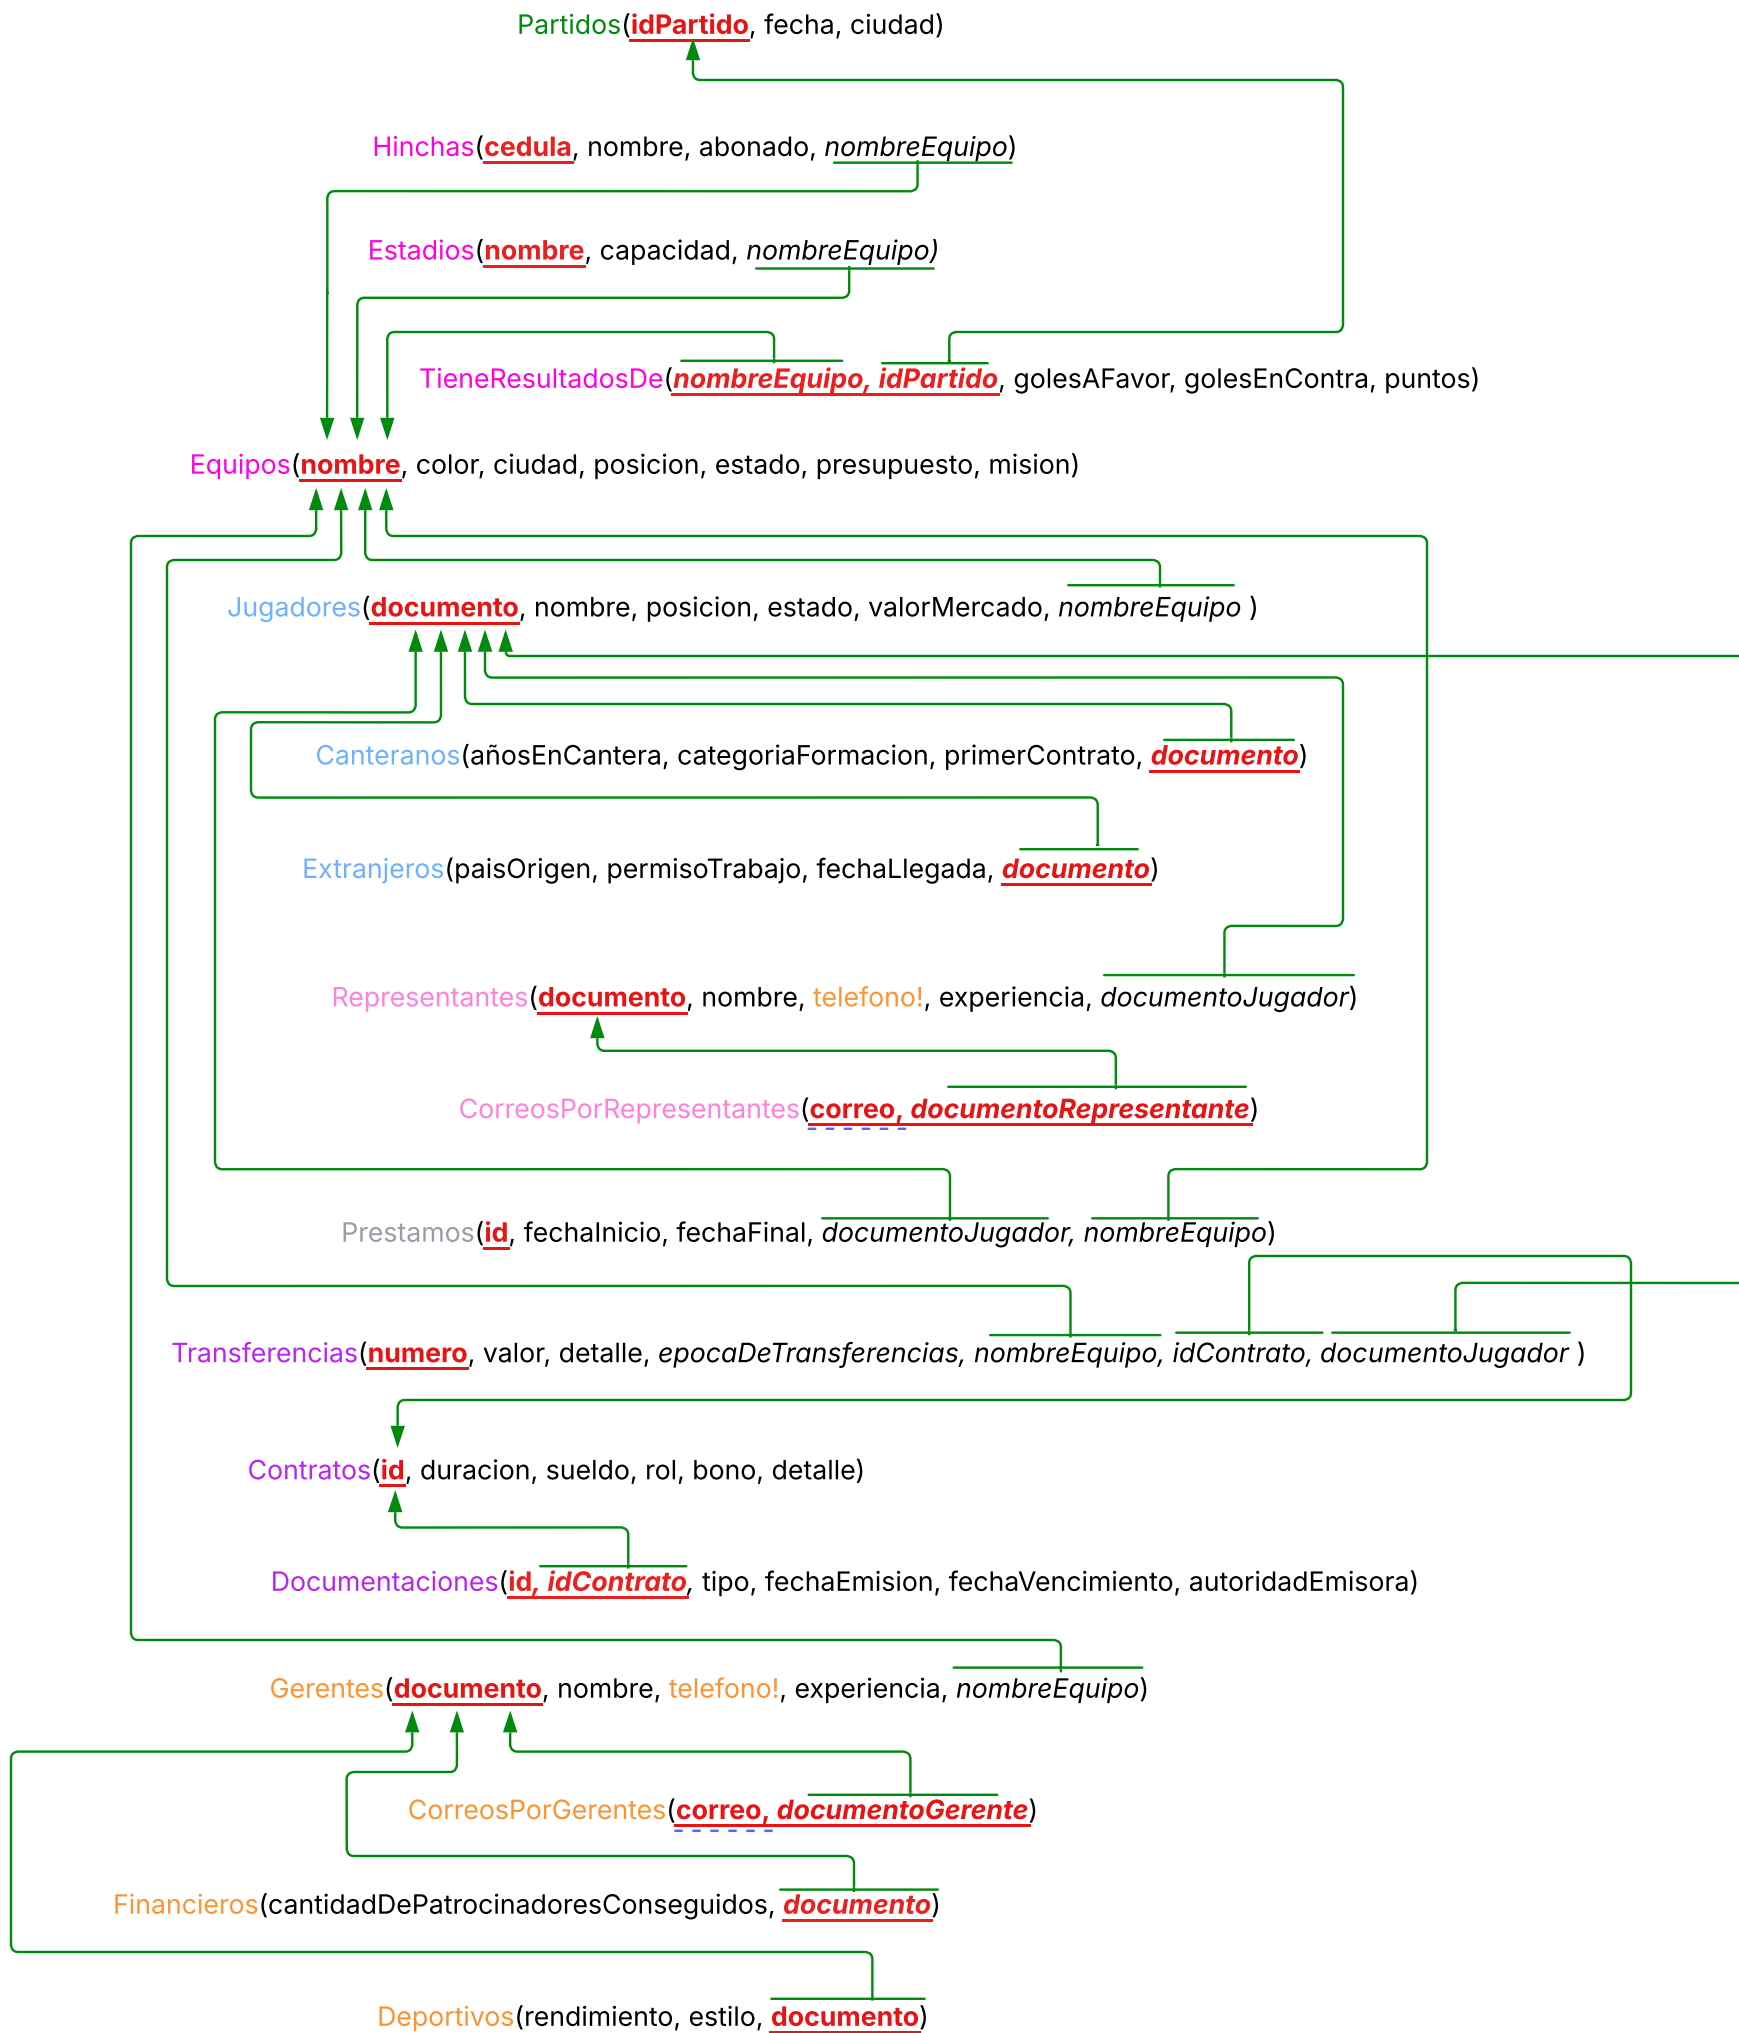 Partidos(idPartido, fecha, ciudad)
Hinchas(cedula, nombre, abonado, nombreEquipo)
Estadios(nombre, capacidad, nombreEquipo)
TieneResultadosDe(nombreEquipo, idPartido, golesAFavor, golesEnContra, puntos)
Equipos(nombre, color, ciudad, posicion, estado, presupuesto, mision)
Jugadores(documento, nombre, posicion, estado, valorMercado, nombreEquipo )
Canteranos(añosEnCantera, categoriaFormacion, primerContrato, documento)
Extranjeros(paisOrigen, permisoTrabajo, fechaLlegada, documento)
Representantes(documento, nombre, telefono!, experiencia, documentoJugador)
CorreosPorRepresentantes(correo, documentoRepresentante)
Prestamos(id, fechaInicio, fechaFinal, documentoJugador, nombreEquipo)
Transferencias(numero, valor, detalle, epocaDeTransferencias, nombreEquipo, idContrato, documentoJugador )
Contratos(id, duracion, sueldo, rol, bono, detalle)
Documentaciones(id, idContrato, tipo, fechaEmision, fechaVencimiento, autoridadEmisora)
Gerentes(documento, nombre, telefono!, experiencia, nombreEquipo)
CorreosPorGerentes(correo, documentoGerente)
Financieros(cantidadDePatrocinadoresConseguidos, documento)
Deportivos(rendimiento, estilo, documento)